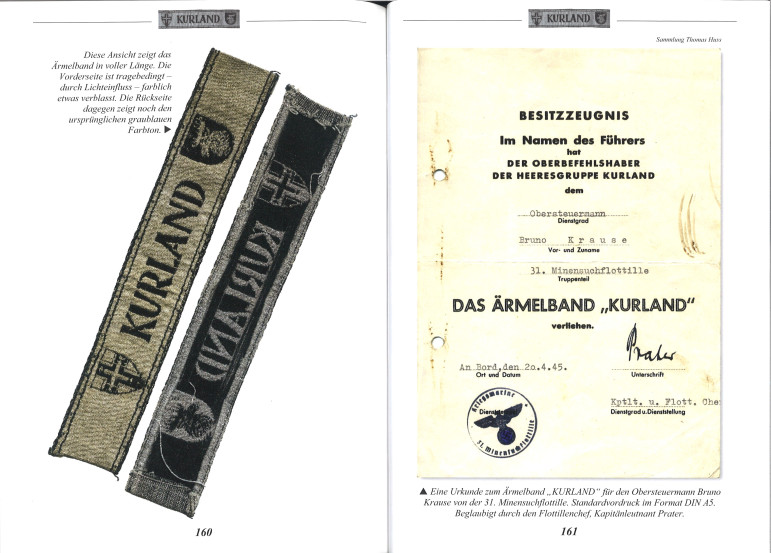 KURLAND
Diese Ansicht zeigt das
Ärmelband in voller Länge. Die
Vorderseite ist tragebedingt –
durch Lichteinfluss – farblich
etwas verblasst. Die Rückseite
dagegen zeigt noch den
ursprünglichen graublauen
Farbton.
KURLAND
KURLAND
160
KURLAND
Sammlung Thomas Huss
BESITZZEUGNIS
Im Namen des Führers
hat
DER OBERBEFEHLSHABER
DER HEERESGRUPPE KURLAND
dem
Obersteuermann
Dienstgrad
Bruno K r a u s e
Vor- und Zuname
31. Minensuchflottille
Truppenteil
DAS ÄRMELBAND „KURLAND"
verliehen.
Prater
An Bord,den 20.4.45.
Ort und Datum
Unterschrift
Kptlt. u. Flott. Che
Dienstgrad u. Dienststellung
Kriegsmarine
31. Minensuchflottille
Eine Urkunde zum Ärmelband „KURLAND" für den Obersteuermann Bruno
Krause von der 31. Minensuchflottille. Standardvordruck im Format DIN A5.
Beglaubigt durch den Flottillenchef, Kapitänleutnant Prater.
161